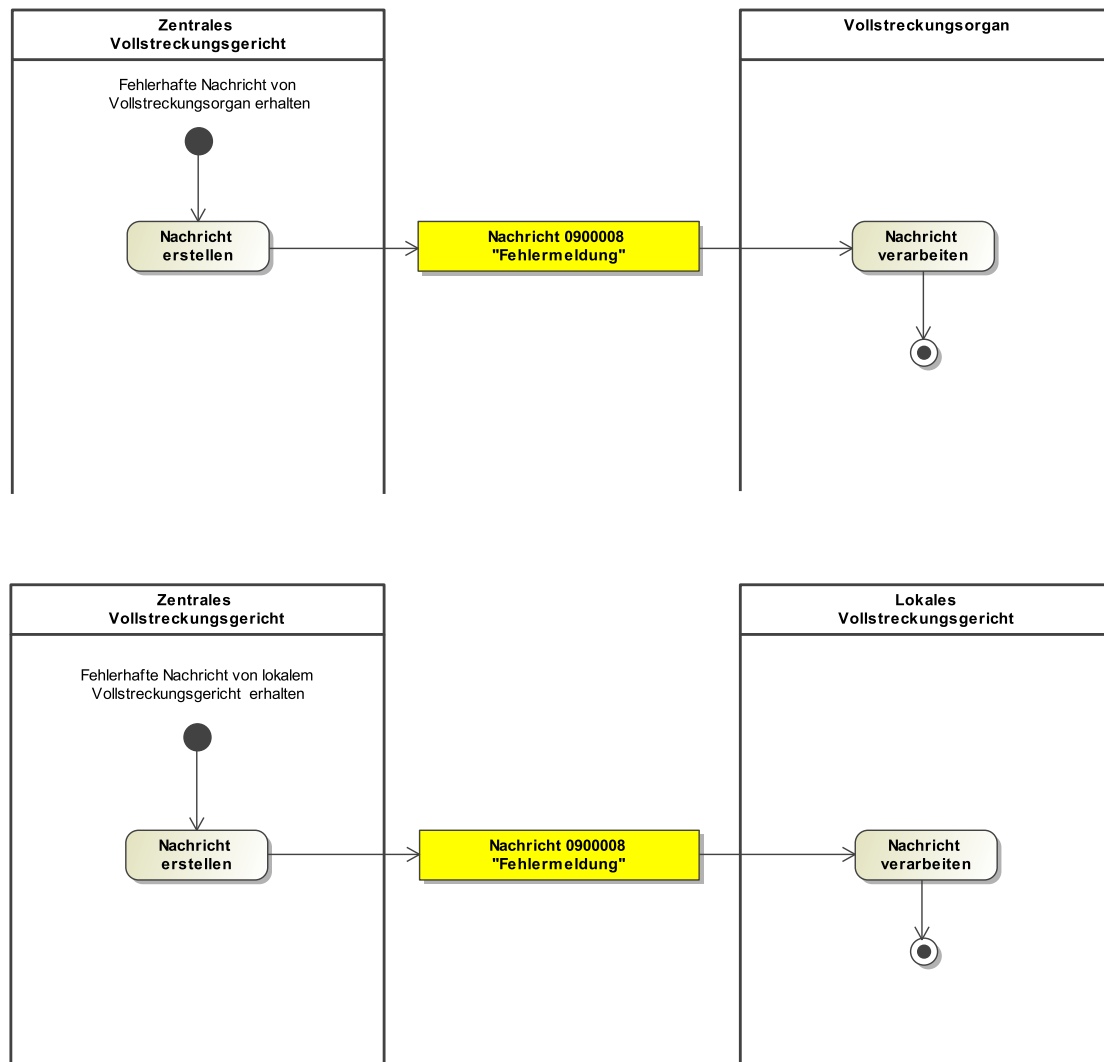 Zentrales
Vollstreckungsgericht
Vollstreckungsorgan
Fehlerhafte Nachricht von
Vollstreckungsorgan erhalten
Nachricht
erstellen
Nachricht 0900008
"Fehlermeldung"
Nachricht
verarbeiten
Zentrales
Vollstreckungsgericht
Lokales
Vollstreckungsgericht
Fehlerhafte Nachricht von lokalem
Vollstreckungsgericht erhalten
Nachricht
erstellen
Nachricht 0900008
"Fehlermeldung"
Nachricht
verarbeiten